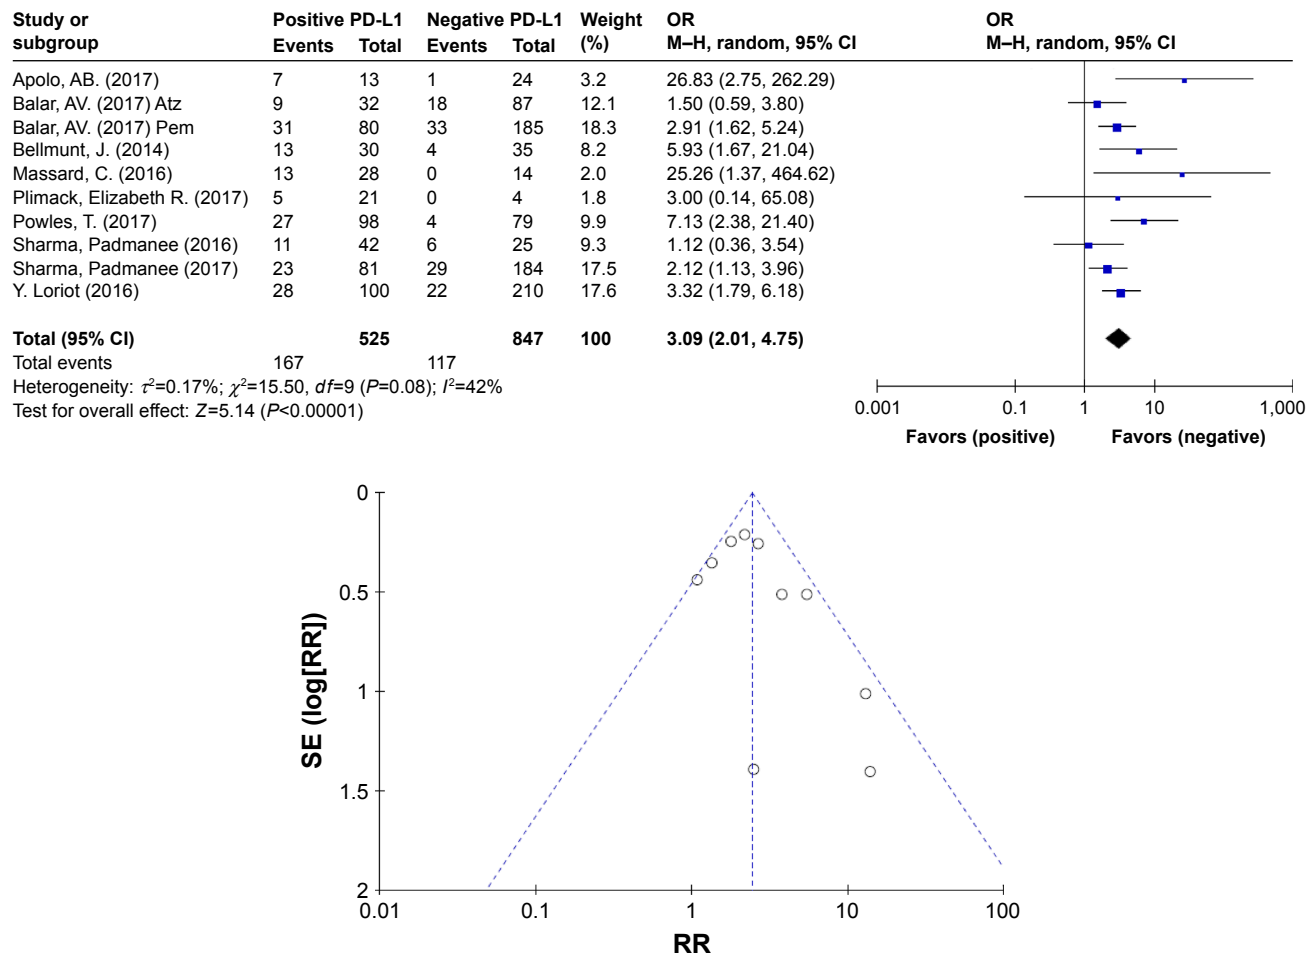 Study or subgroup Positive PD-L1 Negative PD-L1 Weight (%) OR M–H, random, 95% CI OR M–H, random, 95% CI
Events Total Events Total
Apolo, AB. (2017) 7 13 1 24 3.2 26.83 (2.75, 262.29)
Balar, AV. (2017) Atz 9 32 18 87 12.1 1.50 (0.59, 3.80)
Balar, AV. (2017) Pem 31 80 33 185 18.3 2.91 (1.62, 5.24)
Bellmunt, J. (2014) 13 30 4 35 8.2 5.93 (1.67, 21.04)
Massard, C. (2016) 13 28 0 14 2.0 25.26 (1.37, 464.62)
Plimack, Elizabeth R. (2017) 5 21 0 4 1.8 3.00 (0.14, 65.08)
Powles, T. (2017) 27 98 4 79 9.9 7.13 (2.38, 21.40)
Sharma, Padmanee (2016) 11 42 6 25 9.3 1.12 (0.36, 3.54)
Sharma, Padmanee (2017) 23 81 29 184 17.5 2.12 (1.13, 3.96)
Y. Loriot (2016) 28 100 22 210 17.6 3.32 (1.79, 6.18)
Total (95% CI) 525 847 100 3.09 (2.01, 4.75)
Total events 167 117
Heterogeneity: τ²=0.17%; χ²=15.50, df=9 (P=0.08); I²=42%
Test for overall effect: Z=5.14 (P<0.00001)
0.001 0.1 1 10 1,000
Favors (positive) Favors (negative)
0
0.5
1
1.5
2
SE (log[RR])
0.01 0.1 1 10 100
RR